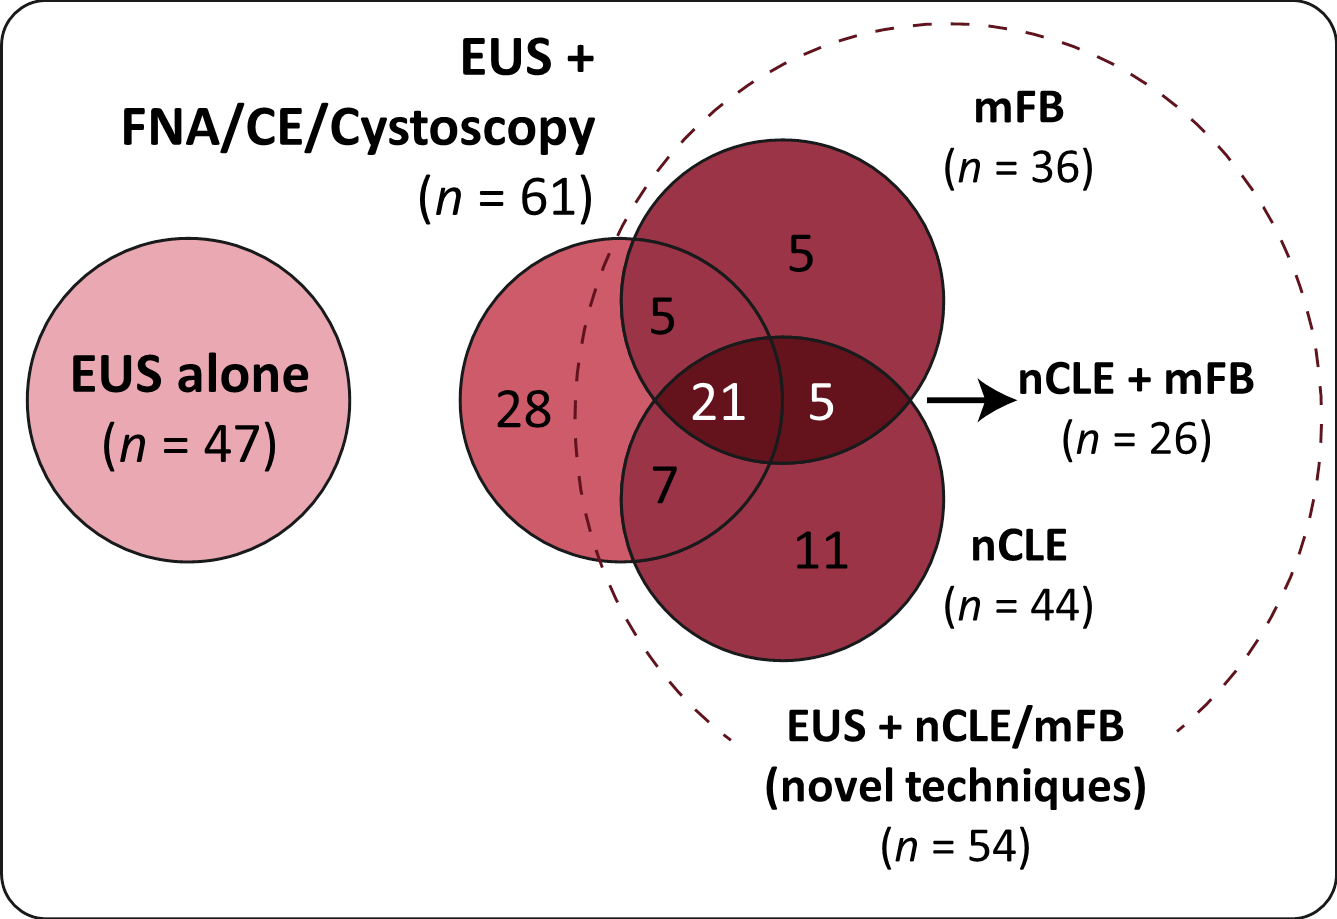 EUS +
FNA/CE/Cystoscopy
(n = 61)
mFB
(n = 36)
5
5
EUS alone
(n = 47)
28
21
5
nCLE + mFB
(n = 26)
7
11
nCLE
(n = 44)
EUS + nCLE/mFB
(novel techniques)
(n = 54)